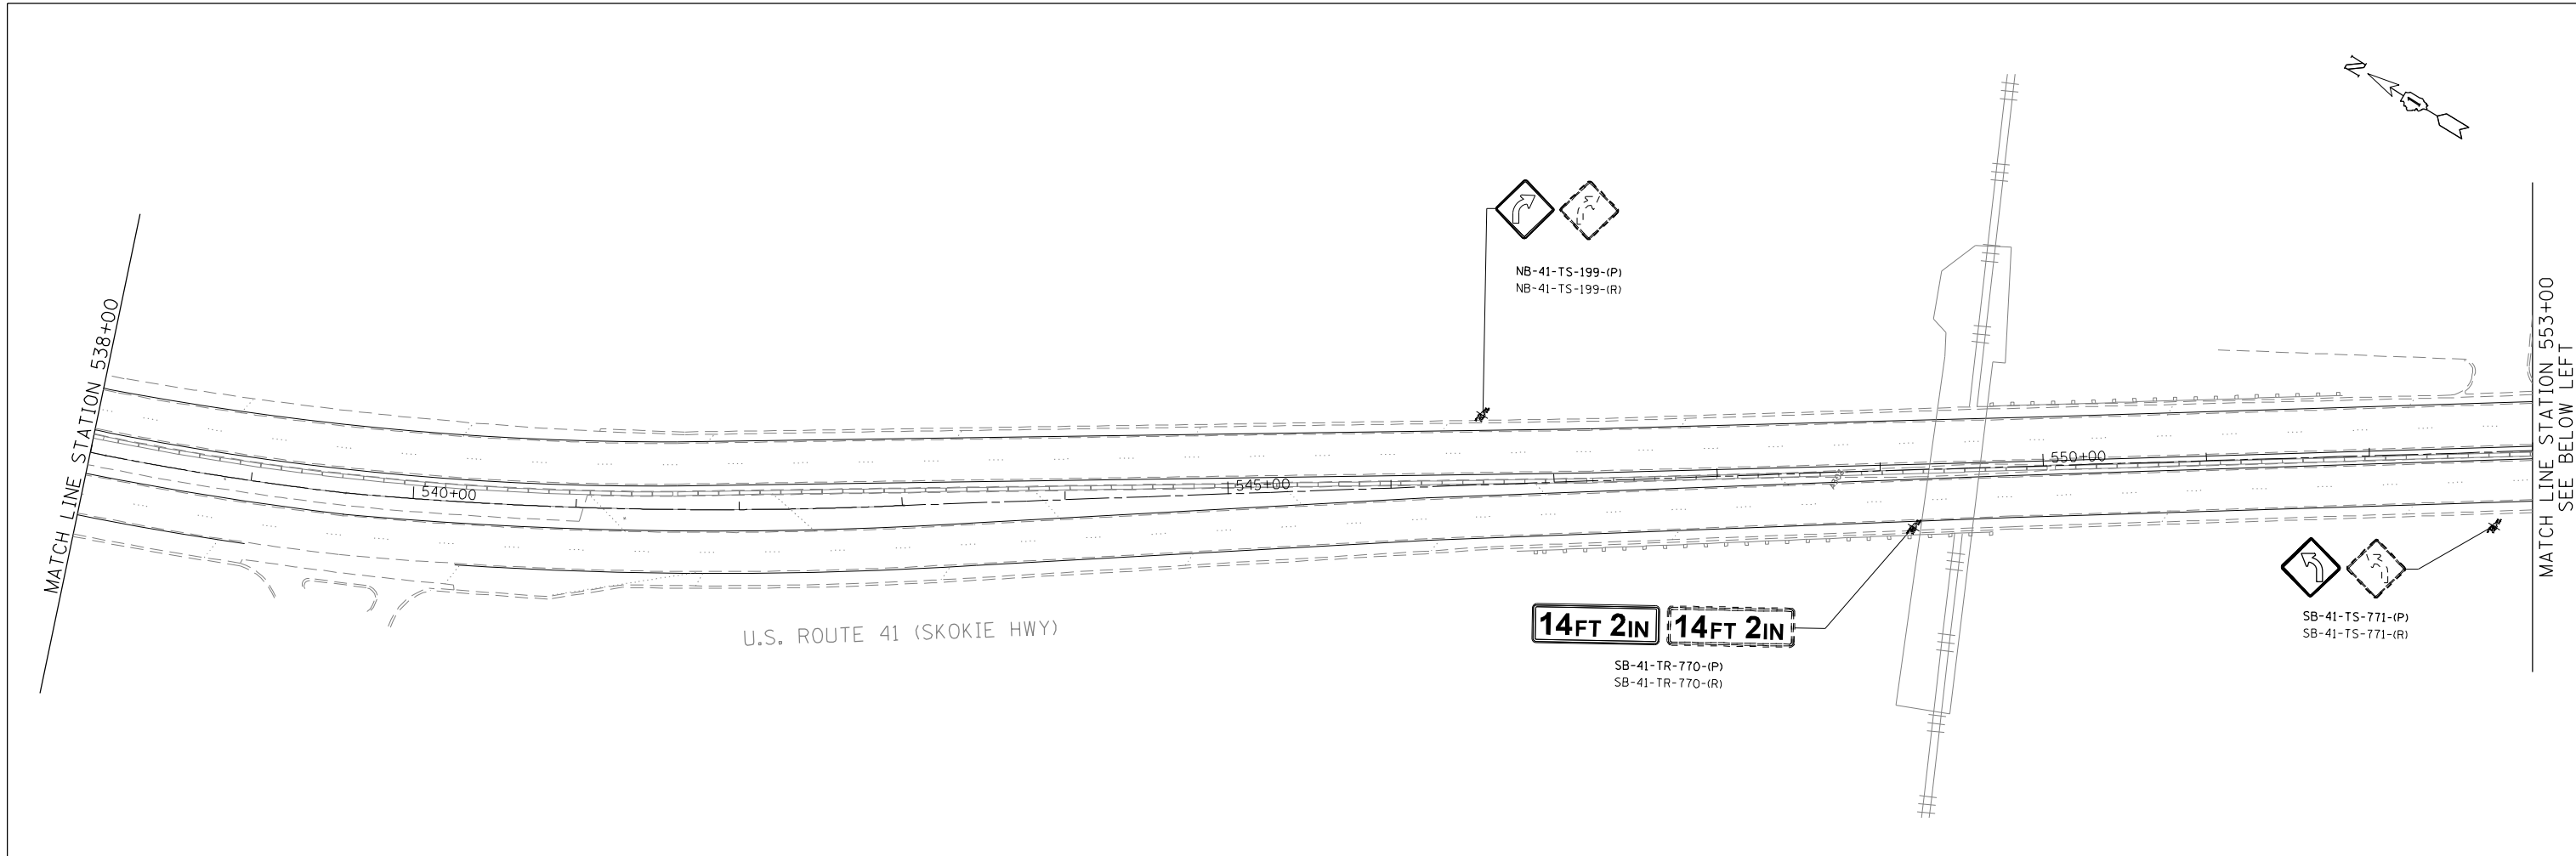 N
MATCH LINE STATION 538+00
NB-41-TS-199-(P)
NB-41-TS-199-(R)
540+00
545+00
550+00
U.S. ROUTE 41 (SKOKIE HWY)
14FT 2IN
14FT 2IN
SB-41-TR-770-(P)
SB-41-TR-770-(R)
SB-41-TS-771-(P)
SB-41-TS-771-(R)
MATCH LINE STATION 553+00
SEE BELOW LEFT